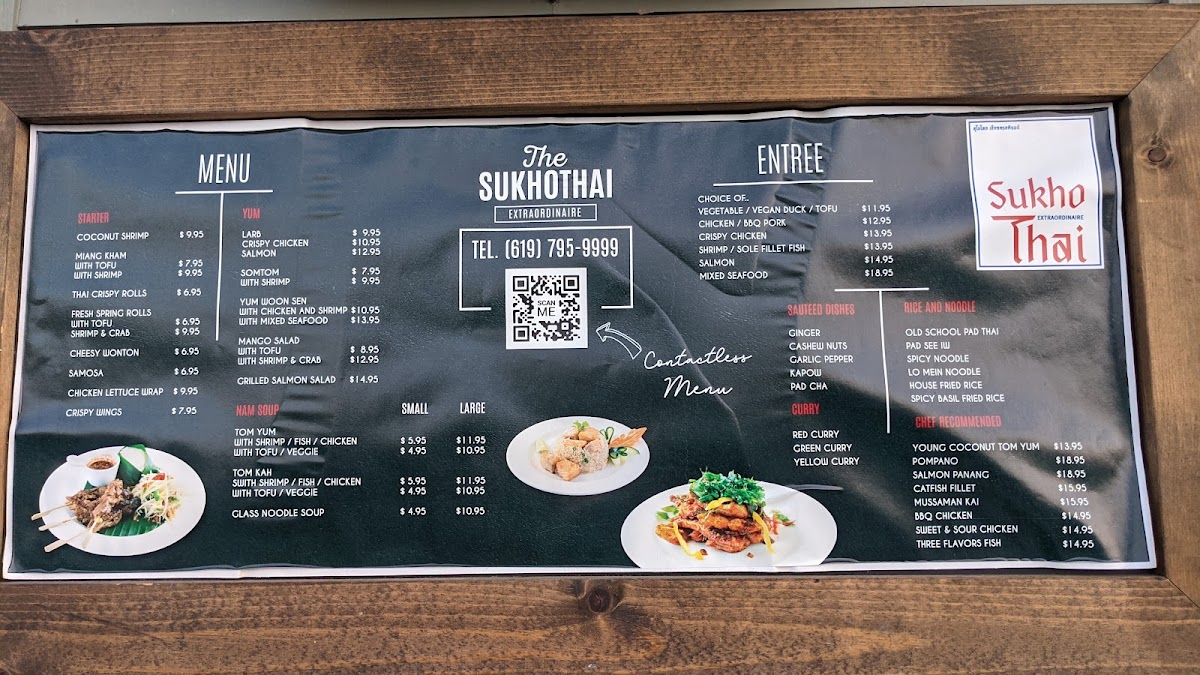 MENU
STARTER
COCONUT SHRIMP $ 9.95
MIANG KHAM
WITH TOFU $ 7.95
WITH SHRIMP $ 9.95
THAI CRISPY ROLLS $ 6.95
FRESH SPRING ROLLS
WITH TOFU $ 6.95
SHRIMP & CRAB $ 9.95
CHEESY WONTON $ 6.95
SAMOSA $ 6.95
CHICKEN LETTUCE WRAP $ 9.95
CRISPY WINGS $ 7.95
YUM
LARB $ 9.95
CRISPY CHICKEN $10.95
SALMON $12.95
SOMTOM $ 7.95
WITH SHRIMP $ 9.95
YUM WOON SEN
WITH CHICKEN AND SHRIMP $10.95
WITH MIXED SEAFOOD $13.95
MANGO SALAD
WITH TOFU $ 8.95
WITH SHRIMP & CRAB $12.95
GRILLED SALMON SALAD $14.95
NAM SOUP SMALL LARGE
TOM YUM
WITH SHRIMP / FISH / CHICKEN $ 5.95 $11.95
WITH TOFU / VEGGIE $ 4.95 $10.95
TOM KAH
SWITH SHRIMP / FISH / CHICKEN $ 5.95 $11.95
WITH TOFU / VEGGIE $ 4.95 $10.95
GLASS NOODLE SOUP $ 4.95 $10.95
The
SUKHOTHAI
EXTRAORDINAIRE
TEL. (619) 795-9999
SCAN
ME
Contactless
Menu
ENTREE
CHOICE OF..
VEGETABLE / VEGAN DUCK / TOFU $11.95
CHICKEN / BBQ PORK $12.95
CRISPY CHICKEN $13.95
SHRIMP / SOLE FILLET FISH $13.95
SALMON $14.95
MIXED SEAFOOD $18.95
SAUTEED DISHES
GINGER
CASHEW NUTS
GARLIC PEPPER
KAPOW
PAD CHA
CURRY
RED CURRY
GREEN CURRY
YELLOW CURRY
RICE AND NOODLE
OLD SCHOOL PAD THAI
PAD SEE IW
SPICY NOODLE
LO MEIN NOODLE
HOUSE FRIED RICE
SPICY BASIL FRIED RICE
CHEF RECOMMENDED
YOUNG COCONUT TOM YUM $13.95
POMPANO $18.95
SALMON PANANG $18.95
CATFISH FILLET $15.95
MUSSAMAN KAI $15.95
BBQ CHICKEN $14.95
SWEET & SOUR CHICKEN $14.95
THREE FLAVORS FISH $14.95
Sukho
EXTRAORDINAIRE
Thai